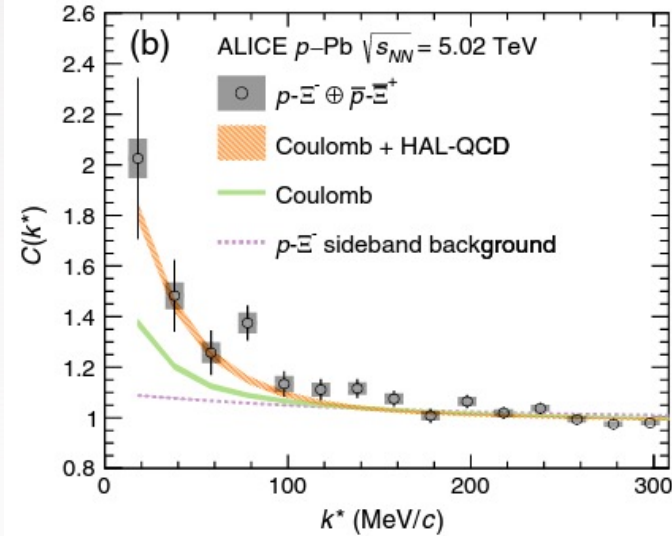 (b) ALICE p–Pb √s_NN = 5.02 TeV
p-Ξ⁻ ⊕ p̄-Ξ̄⁺
Coulomb + HAL-QCD
Coulomb
p-Ξ⁻ sideband background
C(k*)
2.6
2.4
2.2
2
1.8
1.6
1.4
1.2
1
0.8
0 100 200 300
k* (MeV/c)